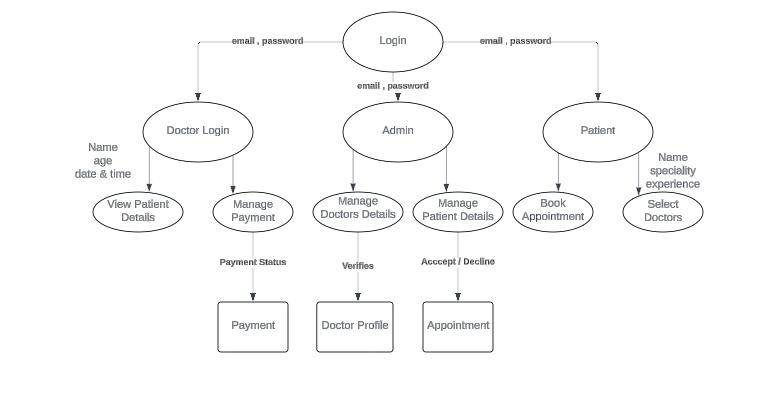 Login
email , password
email , password
email , password
Doctor Login
Admin
Patient
Name
age
date & time
Name
speciality
experience
View Patient
Details
Manage
Payment
Manage
Doctors Details
Manage
Patient Details
Book
Appointment
Select
Doctors
Payment Status
Verifies
Acccept / Decline
Payment
Doctor Profile
Appointment